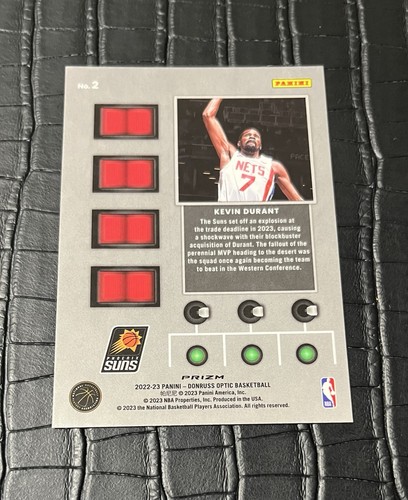 No. 2
PANINI
NETS
7
KEVIN DURANT
The Suns set off an explosion at
the trade deadline in 2023, causing
a shockwave with their blockbuster
acquisition of Durant. The fallout of the
perennial MVP heading to the desert was
the squad once again becoming the team
to beat in the Western Conference.
PHOENIX
SUNS
PRIZM
2022-23 PANINI – DONRUSS OPTIC BASKETBALL
帕尼尼 © 2023 Panini America, Inc.
© 2023 NBA Properties, Inc. Produced in the USA.
© 2023 the National Basketball Players Association. All rights reserved.